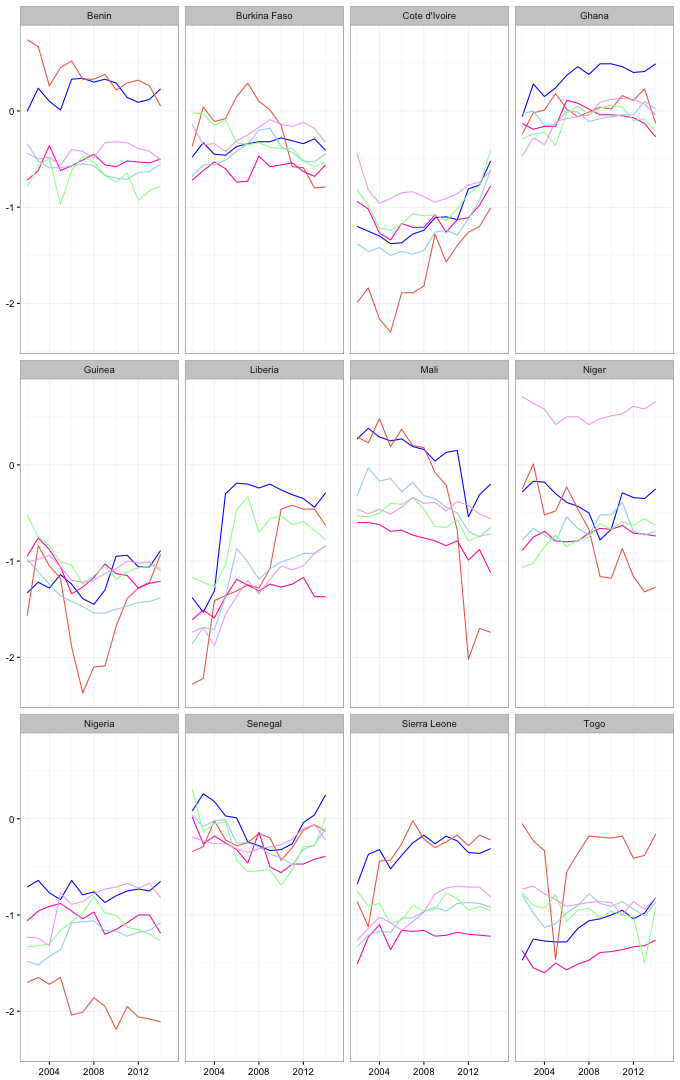 Benin Burkina Faso Cote d'Ivoire Ghana
0
-1
-2
Guinea Liberia Mali Niger
0
-1
-2
Nigeria Senegal Sierra Leone Togo
0
-1
-2
2004 2008 2012 2004 2008 2012 2004 2008 2012 2004 2008 2012